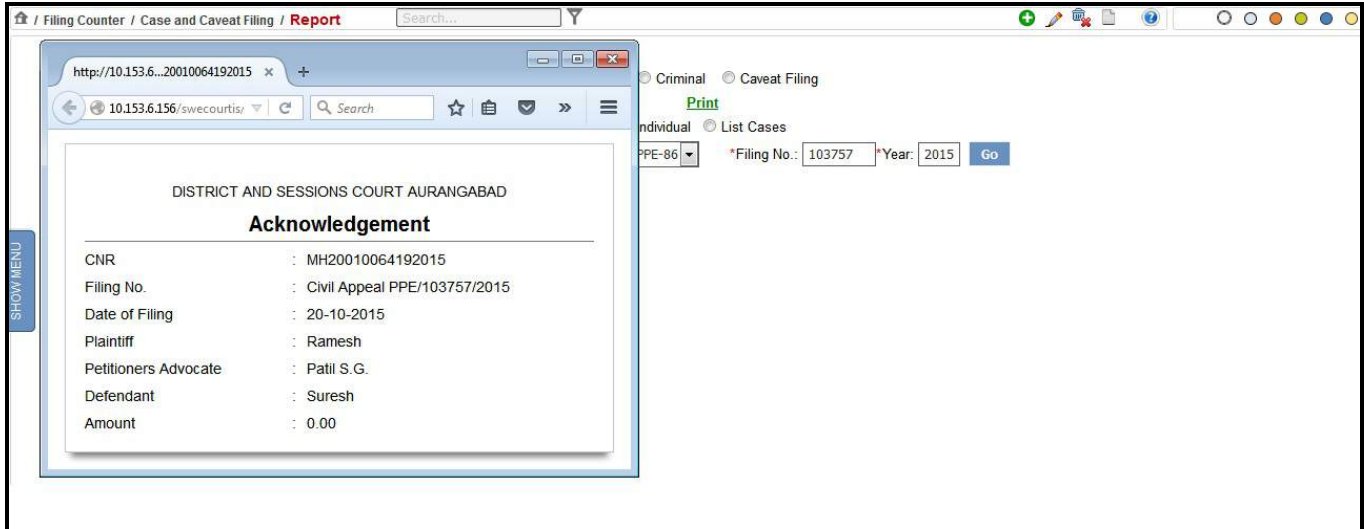 / Filing Counter / Case and Caveat Filing / Report Search...
http://10.153.6...20010064192015
10.153.6.156/swecourtis/ Search
Criminal Caveat Filing
Print
ndividual List Cases
PPE-86 *Filing No.: 103757 *Year: 2015 Go
SHOW MENU
DISTRICT AND SESSIONS COURT AURANGABAD
Acknowledgement
CNR : MH20010064192015
Filing No. : Civil Appeal PPE/103757/2015
Date of Filing : 20-10-2015
Plaintiff : Ramesh
Petitioners Advocate : Patil S.G.
Defendant : Suresh
Amount : 0.00